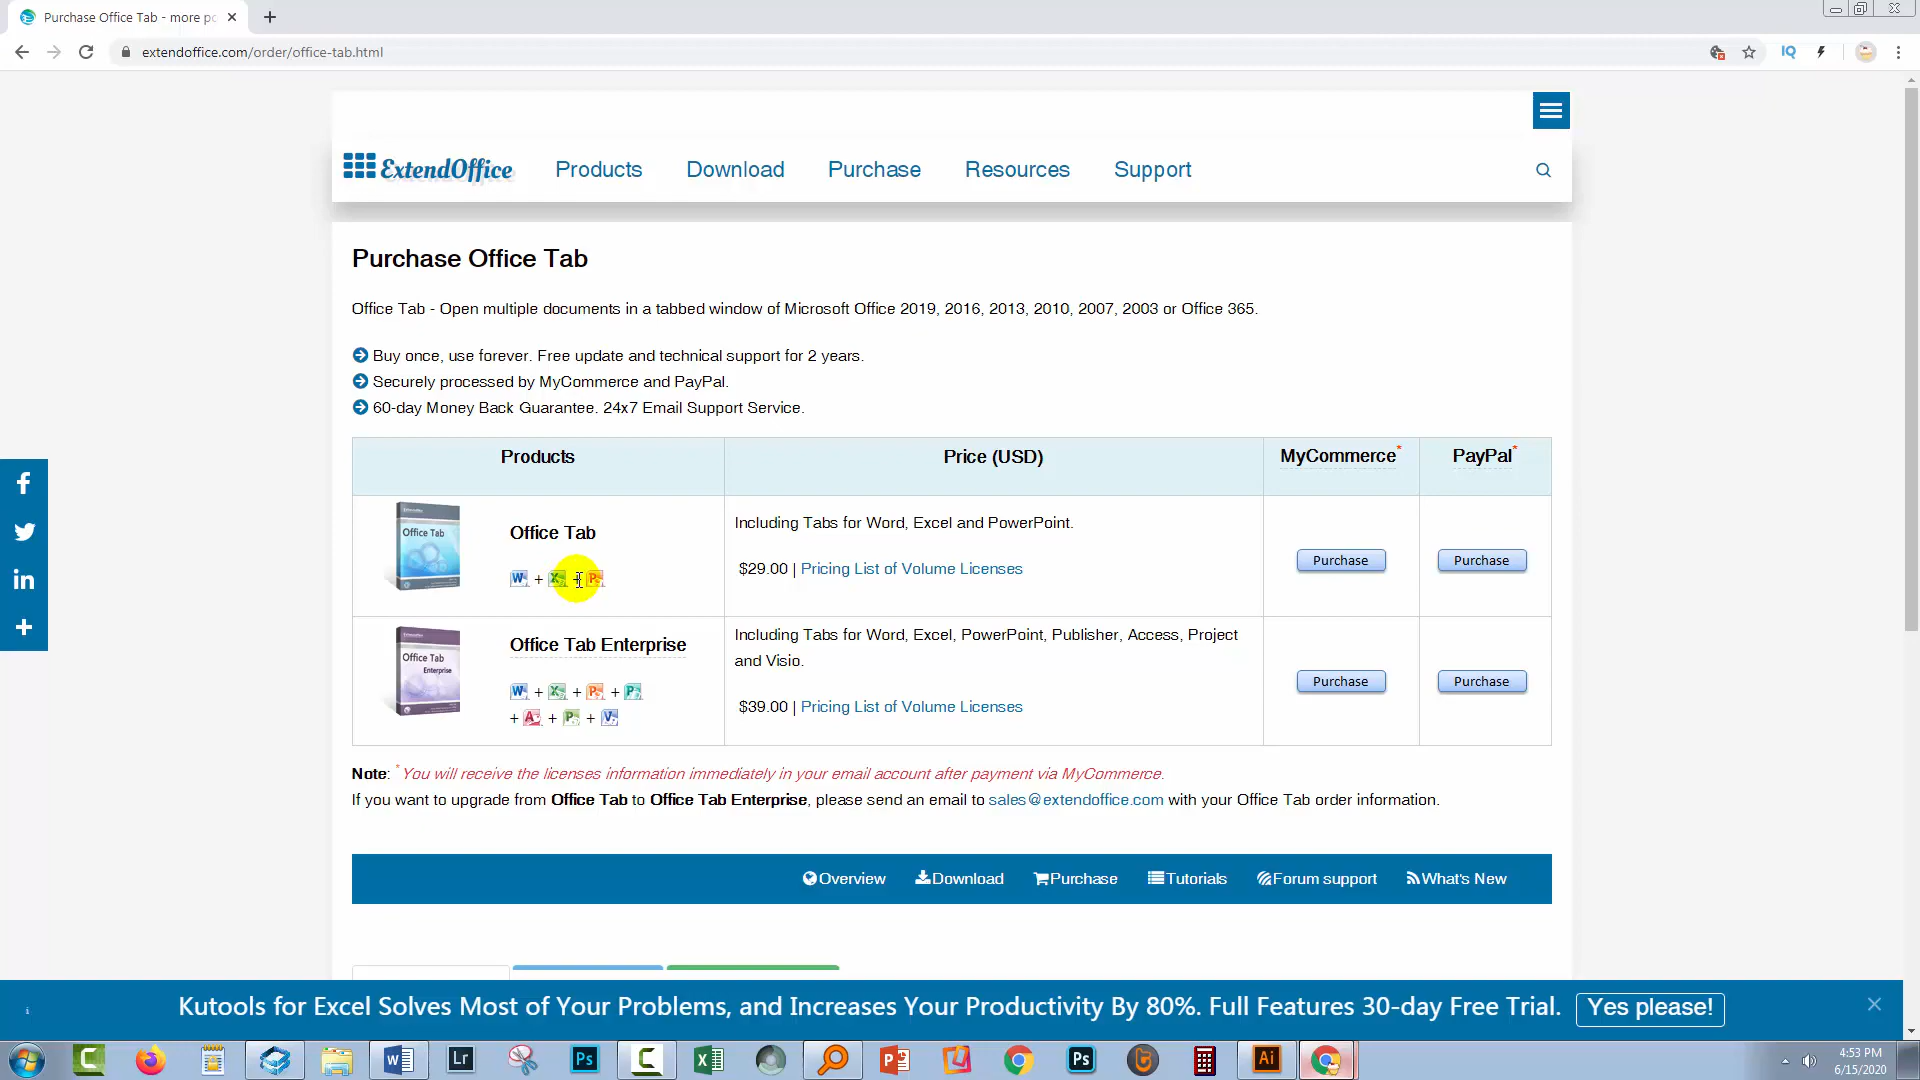 Purchase Office Tab - more po
extendoffice.com/order/office-tab.html
IQ
ExtendOffice
Products
Download
Purchase
Resources
Support
Purchase Office Tab
Office Tab - Open multiple documents in a tabbed window of Microsoft Office 2019, 2016, 2013, 2010, 2007, 2003 or Office 365.
Buy once, use forever. Free update and technical support for 2 years.
Securely processed by MyCommerce and PayPal.
60-day Money Back Guarantee. 24x7 Email Support Service.
Products
Price (USD)
MyCommerce*
PayPal*
Office Tab
Office Tab
Including Tabs for Word, Excel and PowerPoint.
$29.00 | Pricing List of Volume Licenses
Purchase
Purchase
Office Tab
Enterprise
Office Tab Enterprise
Including Tabs for Word, Excel, PowerPoint, Publisher, Access, Project
and Visio.
$39.00 | Pricing List of Volume Licenses
Purchase
Purchase
Note: *You will receive the licenses information immediately in your email account after payment via MyCommerce.
If you want to upgrade from Office Tab to Office Tab Enterprise, please send an email to sales@extendoffice.com with your Office Tab order information.
Overview
Download
Purchase
Tutorials
Forum support
What's New
Kutools for Excel Solves Most of Your Problems, and Increases Your Productivity By 80%. Full Features 30-day Free Trial.
Yes please!
Lr
Ps
Ps
Ai
4:53 PM
6/15/2020